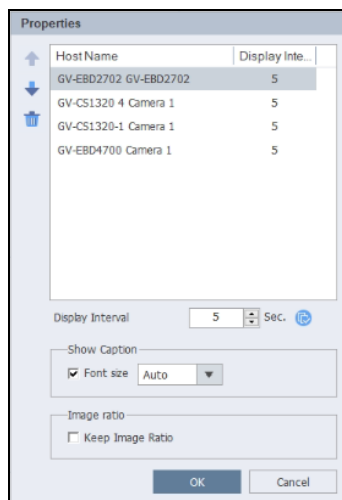 Properties
Host Name Display Inte...
GV-EBD2702 GV-EBD2702 5
GV-CS1320 4 Camera 1 5
GV-CS1320-1 Camera 1 5
GV-EBD4700 Camera 1 5
Display Interval 5 Sec.
Show Caption
Font size Auto
Image ratio
Keep Image Ratio
OK Cancel